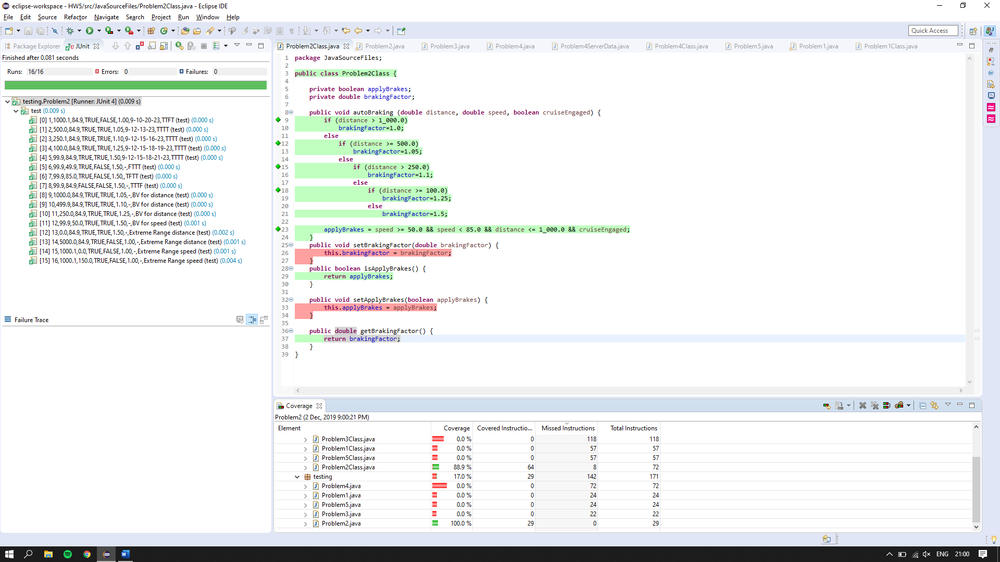 eclipse-workspace - HW5/src/JavaSourceFiles/Problem2Class.java - Eclipse IDE
File Edit Source Refactor Navigate Search Project Run Window Help
Quick Access
Package Explorer JUnit
Finished after 0.081 seconds
Runs: 16/16 Errors: 0 Failures: 0
testing.Problem2 [Runner: JUnit 4] (0.009 s)
test (0.009 s)
[0] 1,1000.1,84.9,TRUE,FALSE,1.00,9-10-20-23,TTFT (test) (0.000 s)
[1] 2,500.0,84.9,TRUE,TRUE,1.05,9-12-13-23,TTTT (test) (0.000 s)
[2] 3,250.1,84.9,TRUE,TRUE,1.10,9-12-15-16-23,TTTT (test) (0.000 s)
[3] 4,100.0,84.9,TRUE,TRUE,1.25,9-12-15-18-19-23,TTTT (test) (0.000 s)
[4] 5,99.9,84.9,TRUE,TRUE,1.50,9-12-15-18-21-23,TTTT (test) (0.000 s)
[5] 6,99.9,49.9,TRUE,FALSE,1.50,-,FTTT (test) (0.000 s)
[6] 7,99.9,85.0,TRUE,FALSE,1.50,,TFTT (test) (0.000 s)
[7] 8,99.9,84.9,FALSE,FALSE,1.50,-,TTTF (test) (0.000 s)
[8] 9,1000.0,84.9,TRUE,TRUE,1.05,-,BV for distance (test) (0.000 s)
[9] 10,499.9,84.9,TRUE,TRUE,1.10,-,BV for distance (test) (0.000 s)
[10] 11,250.0,84.9,TRUE,TRUE,1.25,-,BV for distance (test) (0.000 s)
[11] 12,99.9,50.0,TRUE,TRUE,1.50,-,BV for speed (test) (0.001 s)
[12] 13,0.0,84.9,TRUE,TRUE,1.50,-,Extreme Range distance (test) (0.002 s)
[13] 14,5000.0,84.9,TRUE,FALSE,1.00,-,Extreme Range distance (test) (0.001 s)
[14] 15,1000.1,0.0,TRUE,FALSE,1.00,-,Extreme Range speed (test) (0.001 s)
[15] 16,1000.1,150.0,TRUE,FALSE,1.00,-,Extreme Range speed (test) (0.004 s)
Failure Trace
Problem2Class.java Problem2.java Problem3.java Problem4.java Problem4ServerData.java Problem4Class.java Problem5.java Problem1.java Problem1Class.java
1 package JavaSourceFiles;
2
3 public class Problem2Class {
4
5 private boolean applyBrakes;
6 private double brakingFactor;
7
8 public void autoBraking (double distance, double speed, boolean cruiseEngaged) {
9 if (distance > 1_000.0)
10 brakingFactor=1.0;
11 else
12 if (distance >= 500.0)
13 brakingFactor=1.05;
14 else
15 if (distance > 250.0)
16 brakingFactor=1.1;
17 else
18 if (distance >= 100.0)
19 brakingFactor=1.25;
20 else
21 brakingFactor=1.5;
22
23 applyBrakes = speed >= 50.0 && speed < 85.0 && distance <= 1_000.0 && cruiseEngaged;
24 }
25 public void setBrakingFactor(double brakingFactor) {
26 this.brakingFactor = brakingFactor;
27 }
28 public boolean isApplyBrakes() {
29 return applyBrakes;
30 }
31
32 public void setApplyBrakes(boolean applyBrakes) {
33 this.applyBrakes = applyBrakes;
34 }
35
36 public double getBrakingFactor() {
37 return brakingFactor;
38 }
39 }
Coverage
Problem2 (2 Dec, 2019 9:00:21 PM)
Element Coverage Covered Instructio... Missed Instructions Total Instructions
Problem3Class.java 0.0 % 0 118 118
Problem1Class.java 0.0 % 0 57 57
Problem5Class.java 0.0 % 0 57 57
Problem2Class.java 88.9 % 64 8 72
testing 17.0 % 29 142 171
Problem4.java 0.0 % 0 72 72
Problem1.java 0.0 % 0 24 24
Problem5.java 0.0 % 0 24 24
Problem3.java 0.0 % 0 22 22
Problem2.java 100.0 % 29 0 29
ENG 21:00